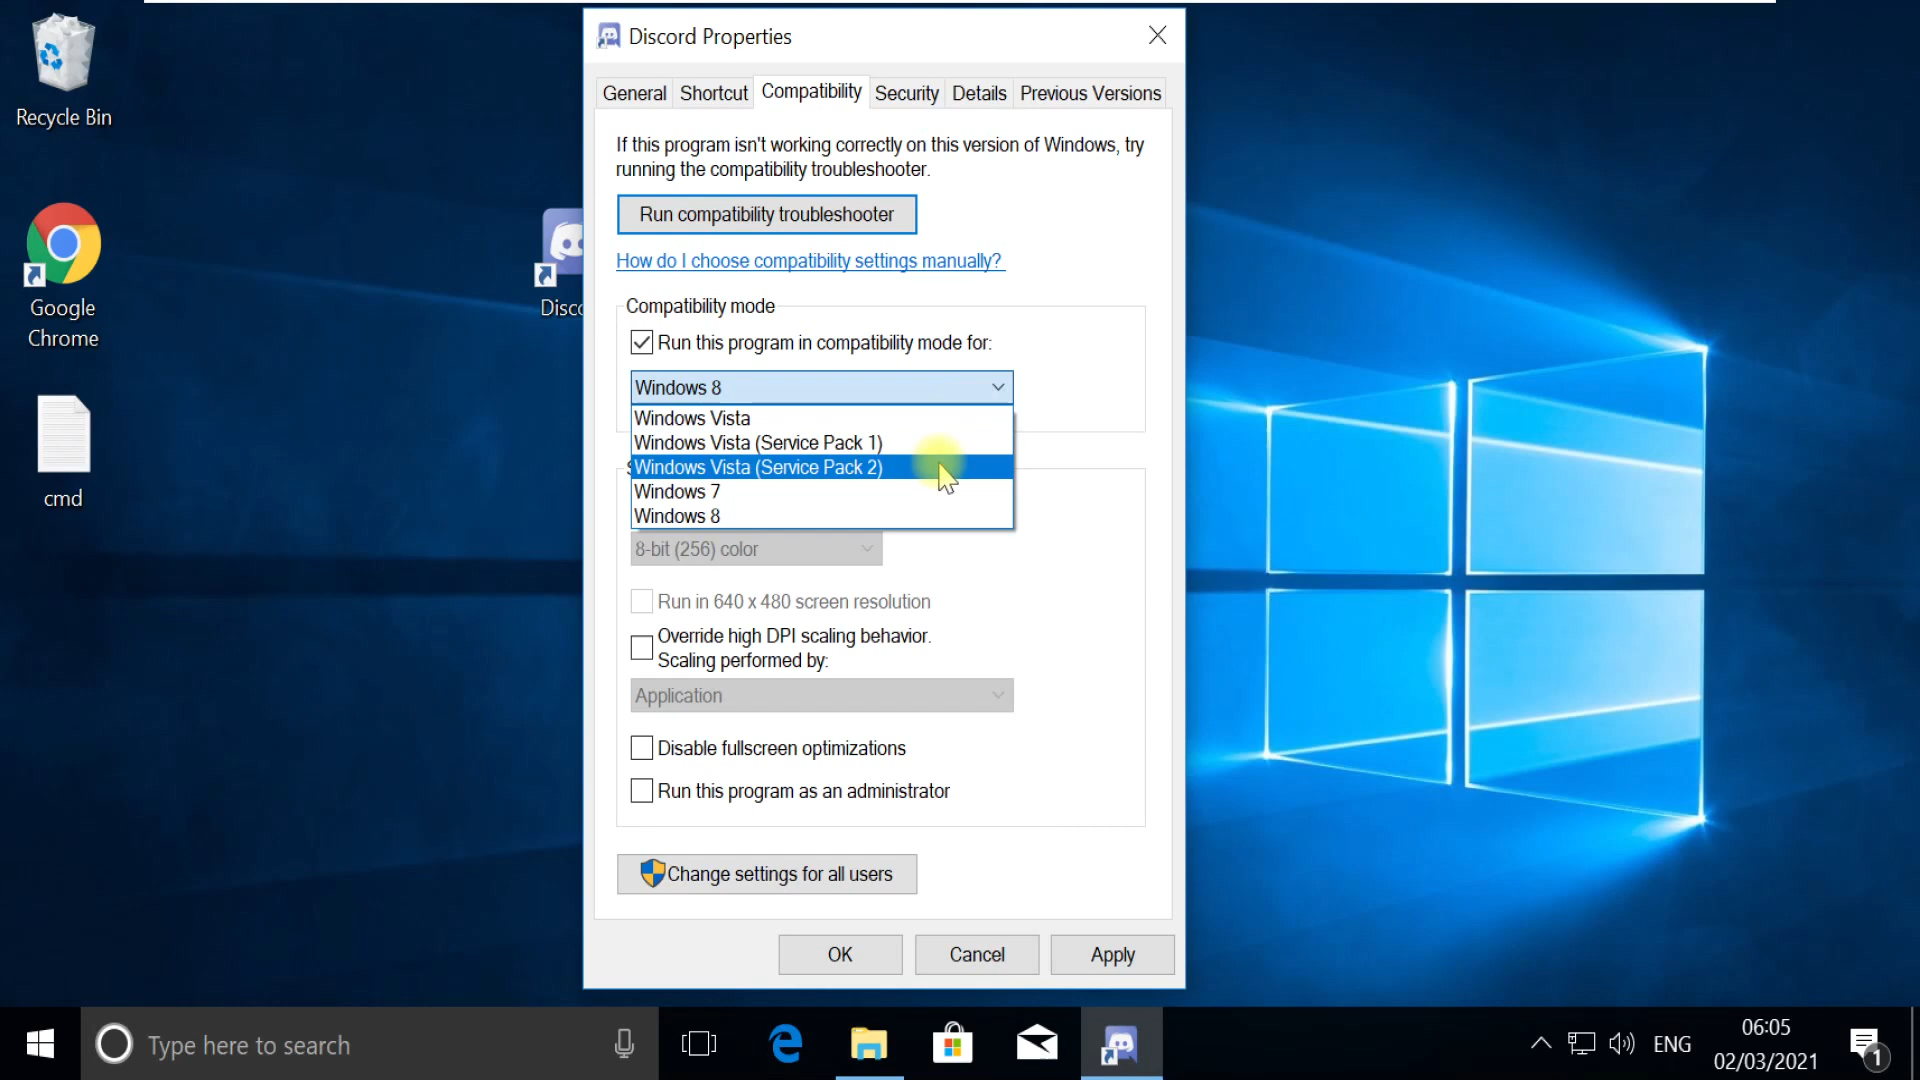 Recycle Bin
Google
Chrome
cmd
Disco
Discord Properties
General Shortcut Compatibility Security Details Previous Versions
If this program isn't working correctly on this version of Windows, try
running the compatibility troubleshooter.
Run compatibility troubleshooter
How do I choose compatibility settings manually?
Compatibility mode
Run this program in compatibility mode for:
Windows 8
Windows Vista
Windows Vista (Service Pack 1)
Windows Vista (Service Pack 2)
Windows 7
Windows 8
8-bit (256) color
Run in 640 x 480 screen resolution
Override high DPI scaling behavior.
Scaling performed by:
Application
Disable fullscreen optimizations
Run this program as an administrator
Change settings for all users
OK Cancel Apply
Type here to search
ENG
06:05
02/03/2021
1